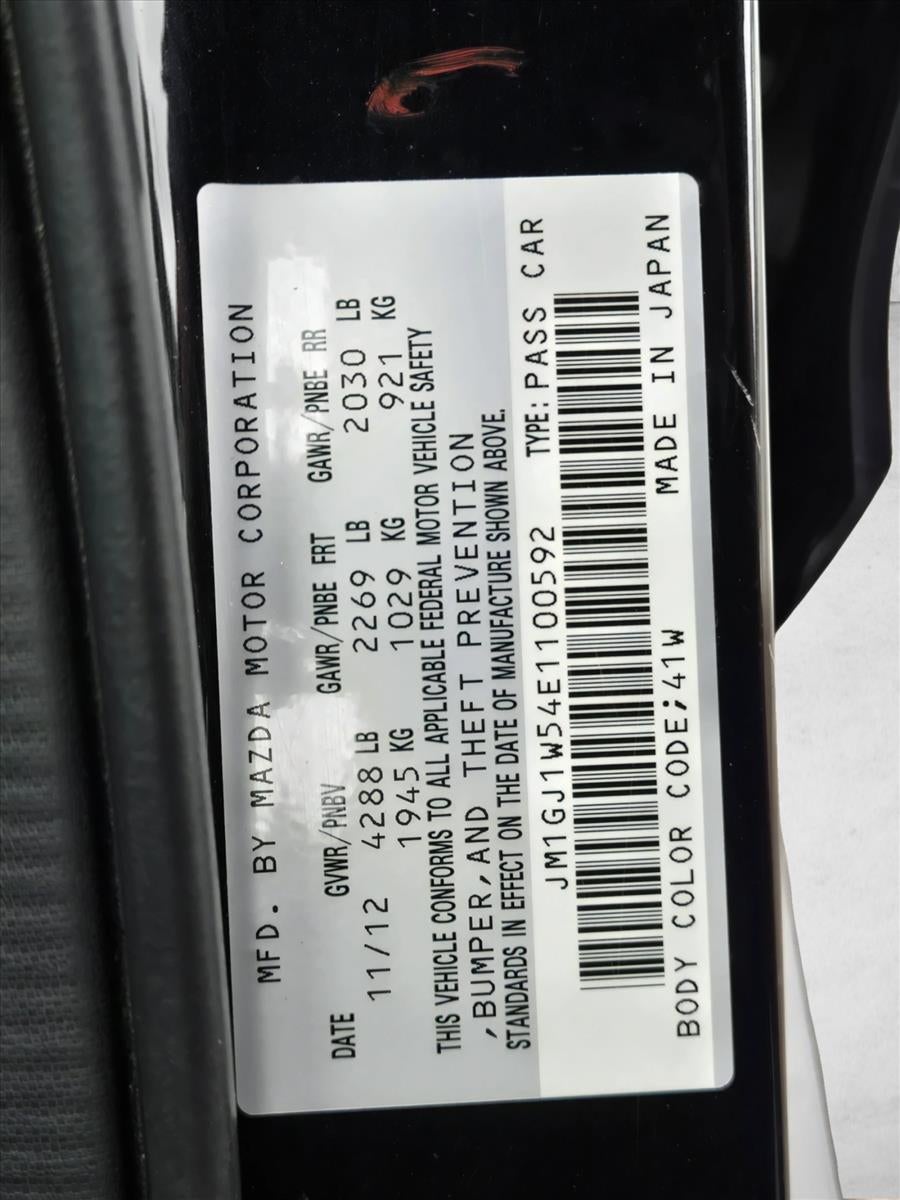 MFD. BY MAZDA MOTOR CORPORATION
DATE GVWR/PNBV GAWR/PNBE FRT GAWR/PNBE RR
11/12 4288 LB 2269 LB 2030 LB
1945 KG 1029 KG 921 KG
THIS VEHICLE CONFORMS TO ALL APPLICABLE FEDERAL MOTOR VEHICLE SAFETY
,BUMPER,AND THEFT PREVENTION
STANDARDS IN EFFECT ON THE DATE OF MANUFACTURE SHOWN ABOVE.
JM1GJ1W54E1100592 TYPE: PASS CAR
BODY COLOR CODE;41W MADE IN JAPAN